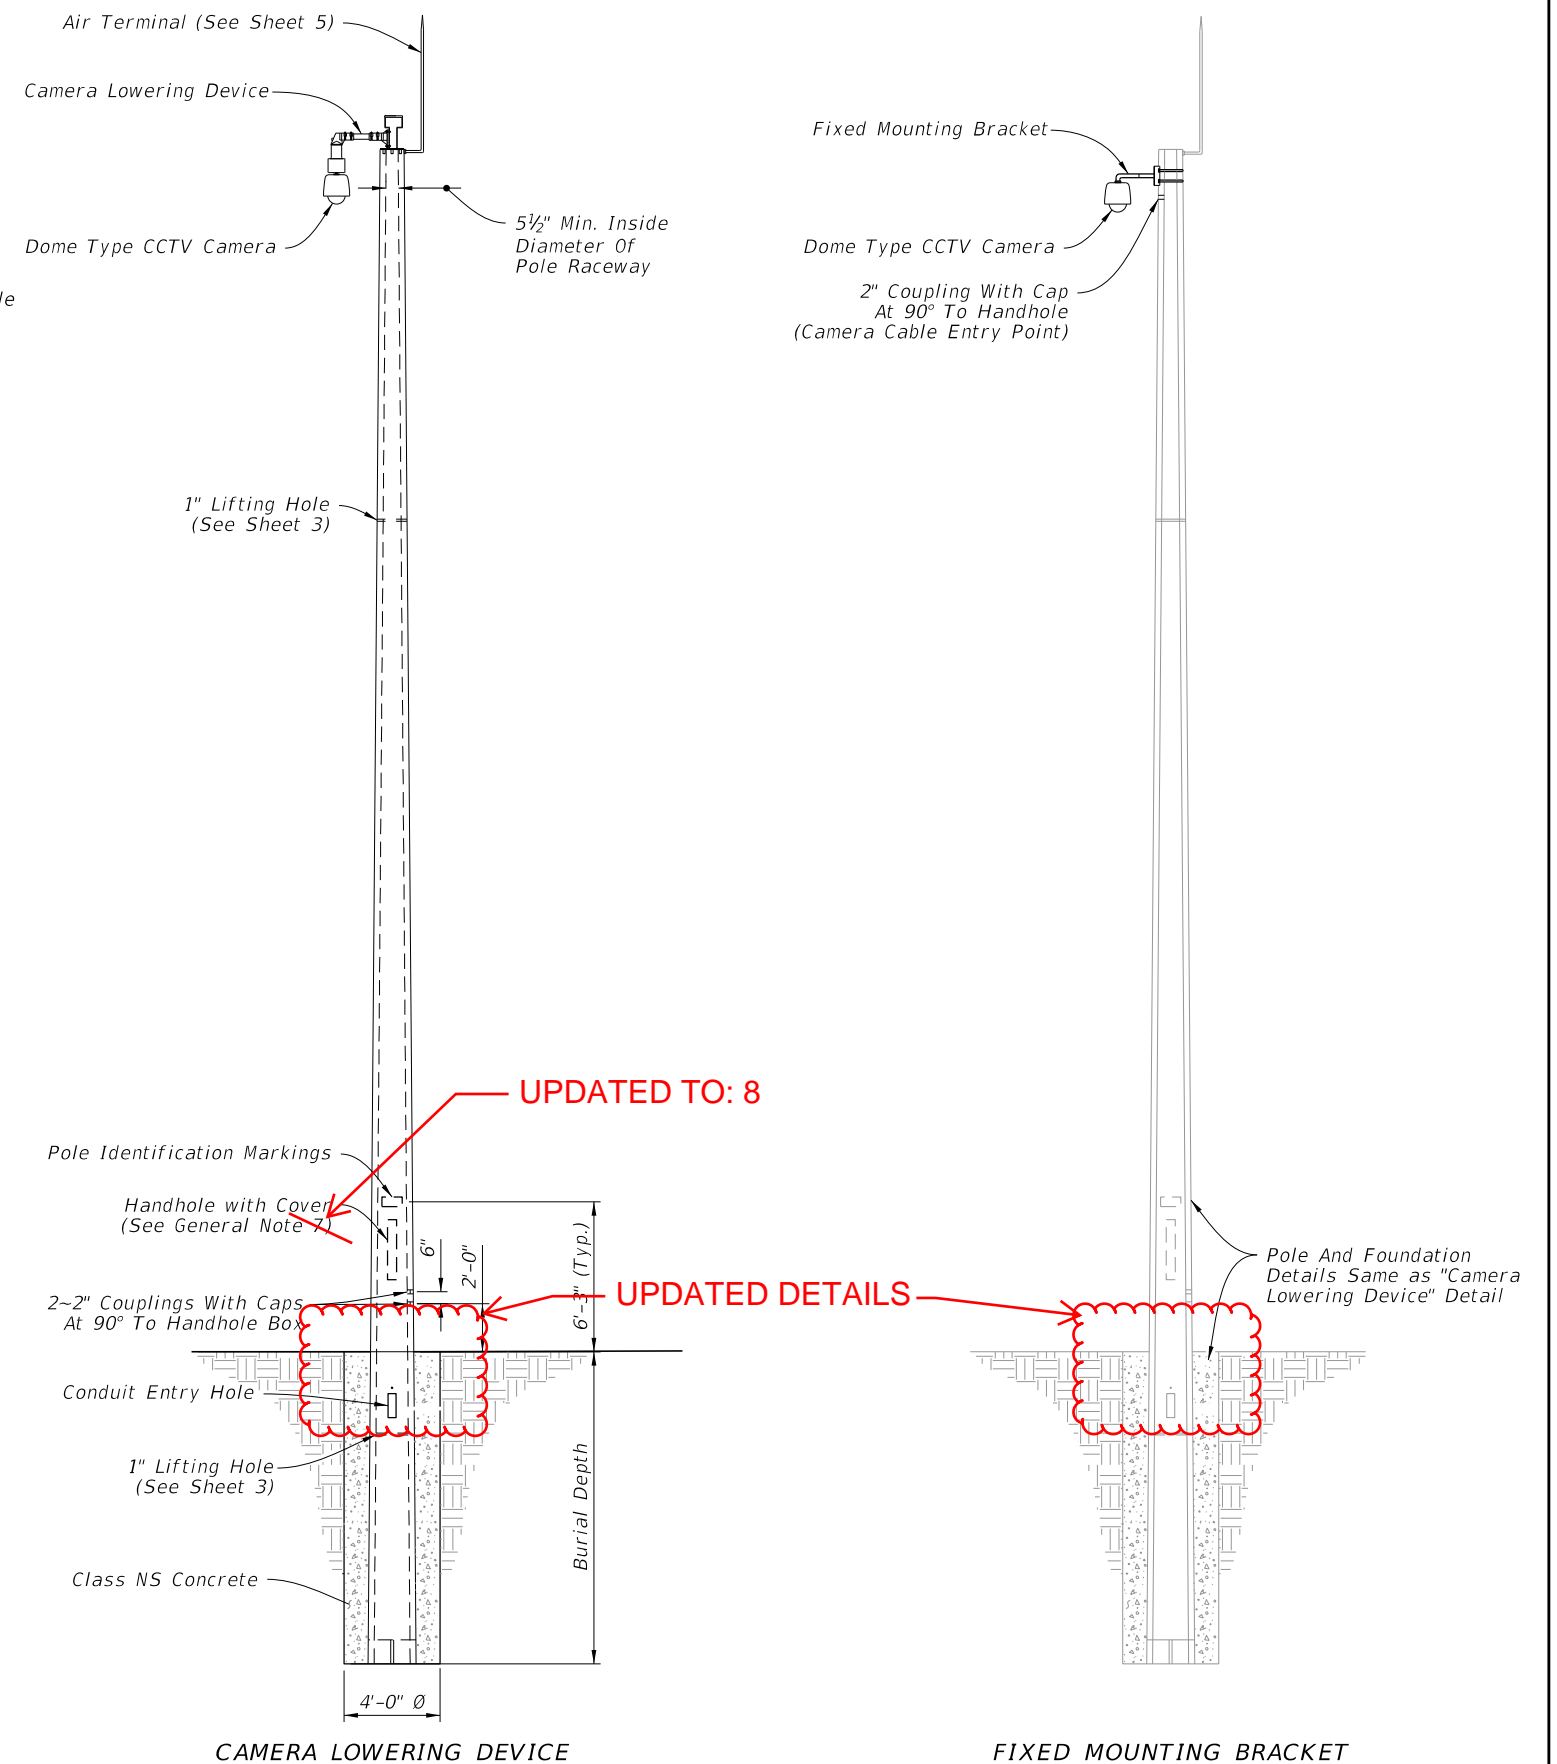 Air Terminal (See Sheet 5)
Camera Lowering Device
Dome Type CCTV Camera
5½" Min. Inside
Diameter Of
Pole Raceway
le
1" Lifting Hole
(See Sheet 3)
UPDATED TO: 8
Pole Identification Markings
Handhole with Cover
(See General Note 7)
6"
2'-0"
6'-3" (Typ.)
2~2" Couplings With Caps
At 90° To Handhole Box
UPDATED DETAILS
Conduit Entry Hole
1" Lifting Hole
(See Sheet 3)
Burial Depth
Class NS Concrete
4'-0" Ø
CAMERA LOWERING DEVICE
Fixed Mounting Bracket
Dome Type CCTV Camera
2" Coupling With Cap
At 90° To Handhole
(Camera Cable Entry Point)
Pole And Foundation
Details Same as "Camera
Lowering Device" Detail
FIXED MOUNTING BRACKET